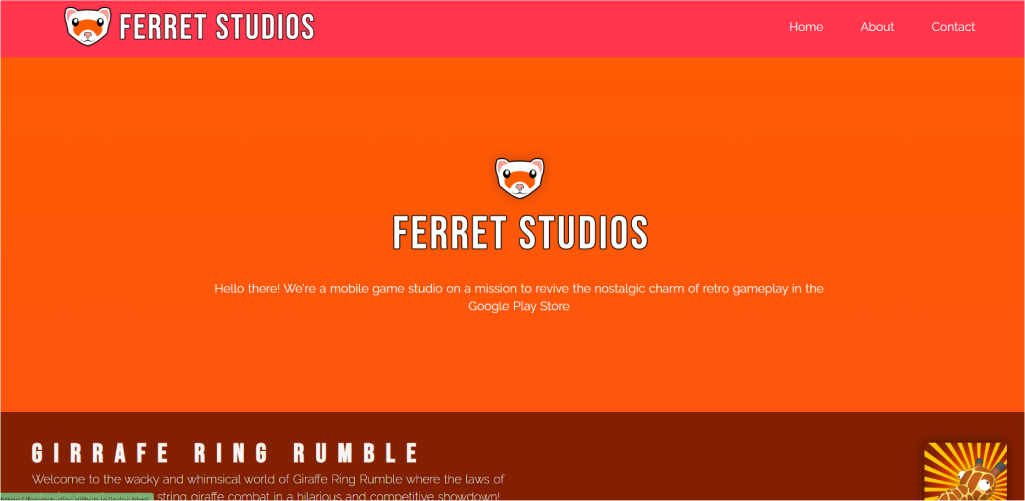 FERRET STUDIOS
Home About Contact
FERRET STUDIOS
Hello there! We're a mobile game studio on a mission to revive the nostalgic charm of retro gameplay in the
Google Play Store
GIRRAFE RING RUMBLE
Welcome to the wacky and whimsical world of Giraffe Ring Rumble where the laws of
string giraffe combat in a hilarious and competitive showdown!